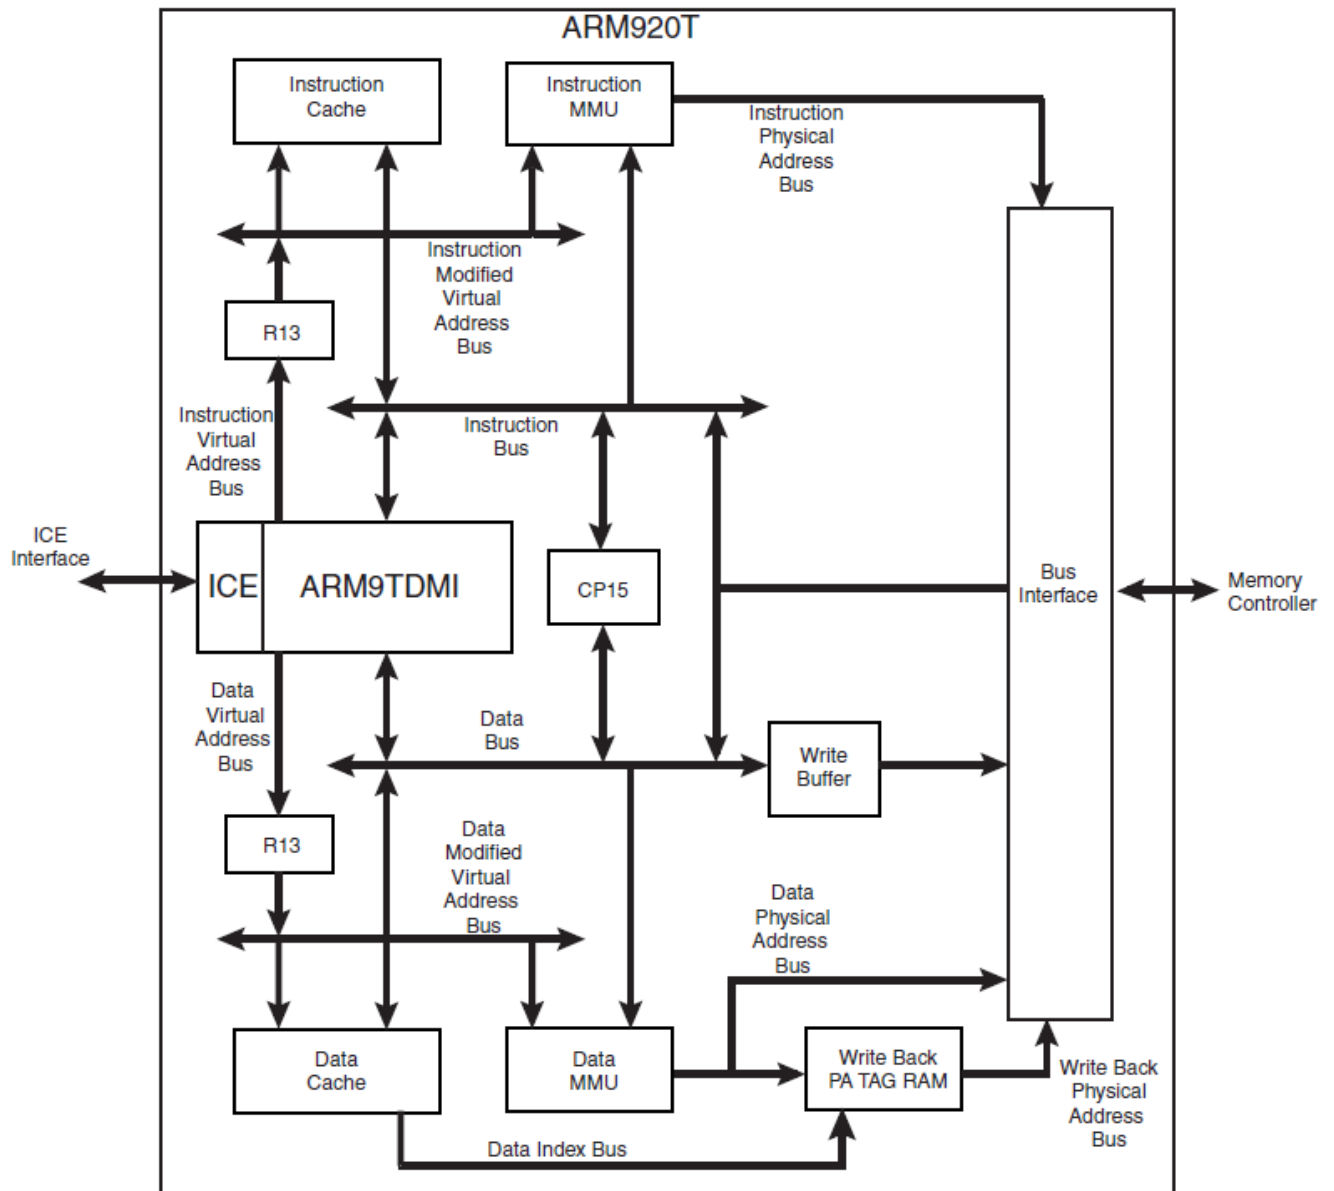 ARM920T
Instruction
Cache
Instruction
MMU
Instruction
Physical
Address
Bus
Instruction
Modified
Virtual
Address
Bus
R13
Instruction
Virtual
Address
Bus
Instruction
Bus
ICE
Interface
ICE
ARM9TDMI
CP15
Bus
Interface
Memory
Controller
Data
Virtual
Address
Bus
Data
Bus
Write
Buffer
R13
Data
Modified
Virtual
Address
Bus
Data
Physical
Address
Bus
Data
Cache
Data
MMU
Write Back
PA TAG RAM
Write Back
Physical
Address
Bus
Data Index Bus